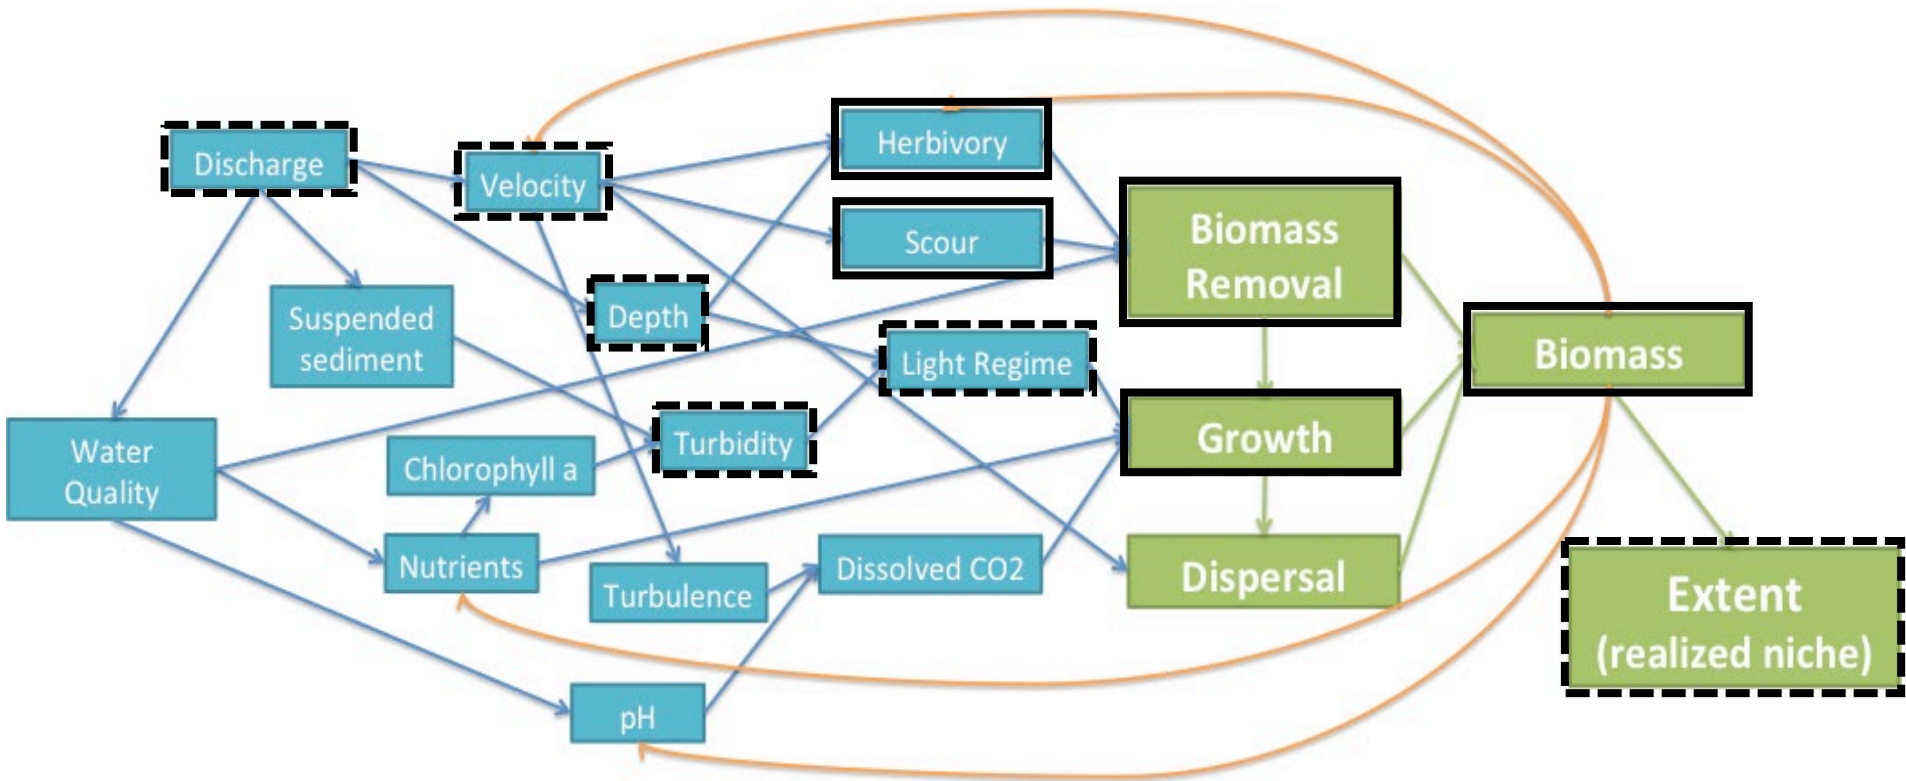 Discharge
Velocity
Herbivory
Scour
Biomass
Removal
Suspended
sediment
Depth
Light Regime
Biomass
Water
Quality
Chlorophyll a
Turbidity
Growth
Nutrients
Turbulence
Dissolved CO2
Dispersal
Extent
(realized niche)
pH